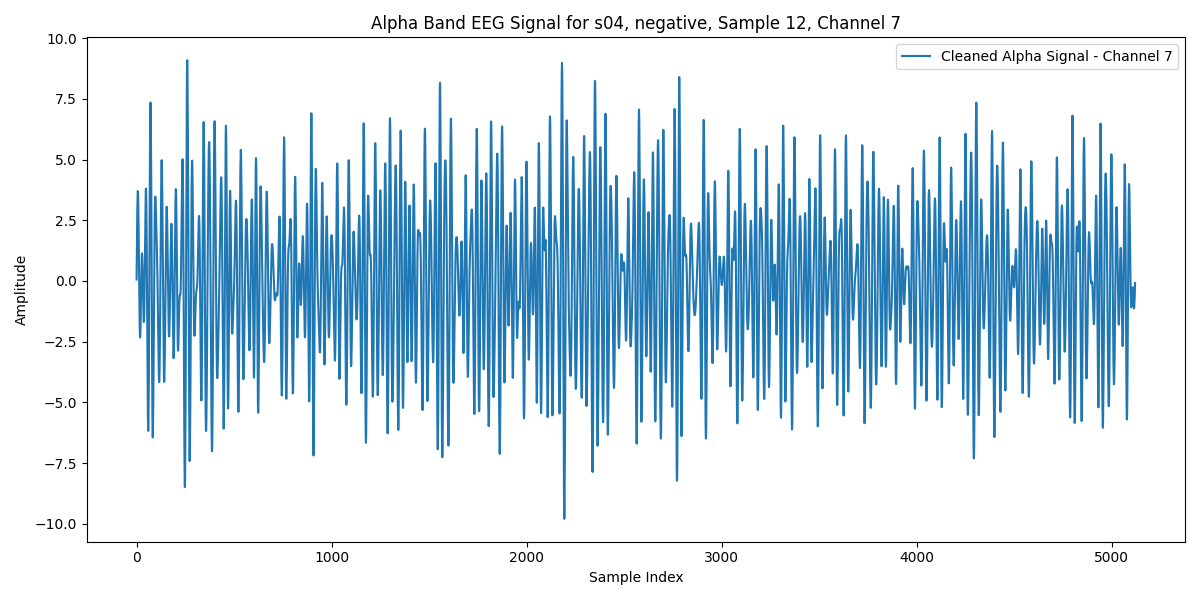 Alpha Band EEG Signal for s04, negative, Sample 12, Channel 7
Cleaned Alpha Signal - Channel 7
10.0
7.5
5.0
2.5
0.0
−2.5
−5.0
−7.5
−10.0
Amplitude
0 1000 2000 3000 4000 5000
Sample Index